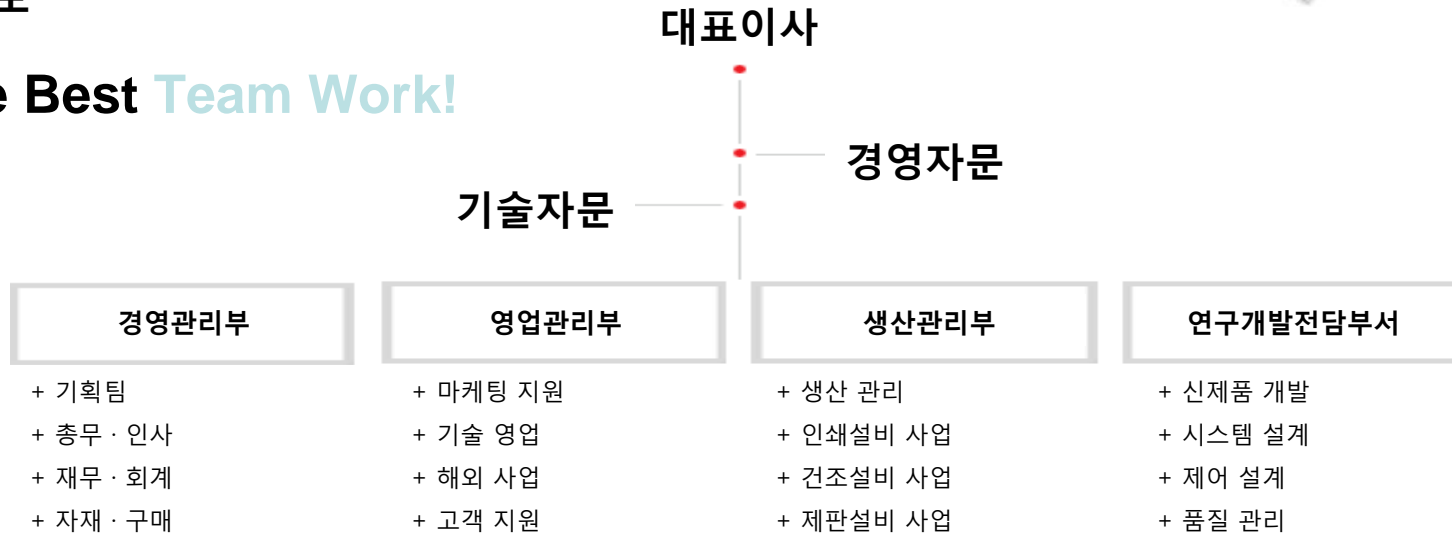 대표이사
Best Team Work!
경영자문
기술자문
경영관리부
+ 기획팀
+ 총무 · 인사
+ 재무 · 회계
+ 자재 · 구매
영업관리부
+ 마케팅 지원
+ 기술 영업
+ 해외 사업
+ 고객 지원
생산관리부
+ 생산 관리
+ 인쇄설비 사업
+ 건조설비 사업
+ 제판설비 사업
연구개발전담부서
+ 신제품 개발
+ 시스템 설계
+ 제어 설계
+ 품질 관리